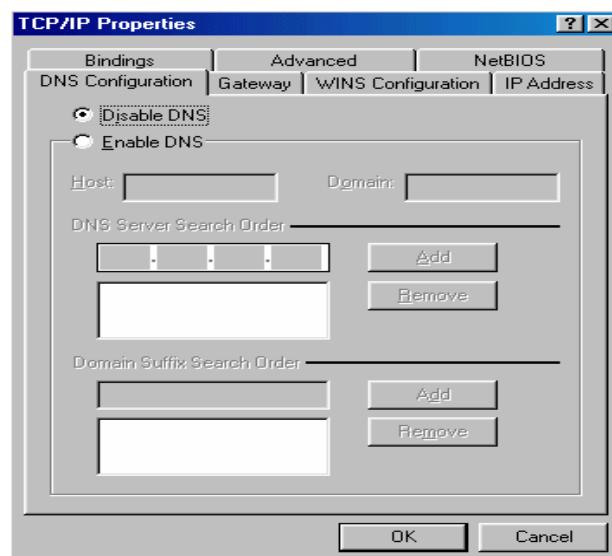 TCP/IP Properties
Bindings Advanced NetBIOS
DNS Configuration Gateway WINS Configuration IP Address
Disable DNS
Enable DNS
Host: Domain:
DNS Server Search Order
. . . Add
Remove
Domain Suffix Search Order
Add
Remove
OK Cancel